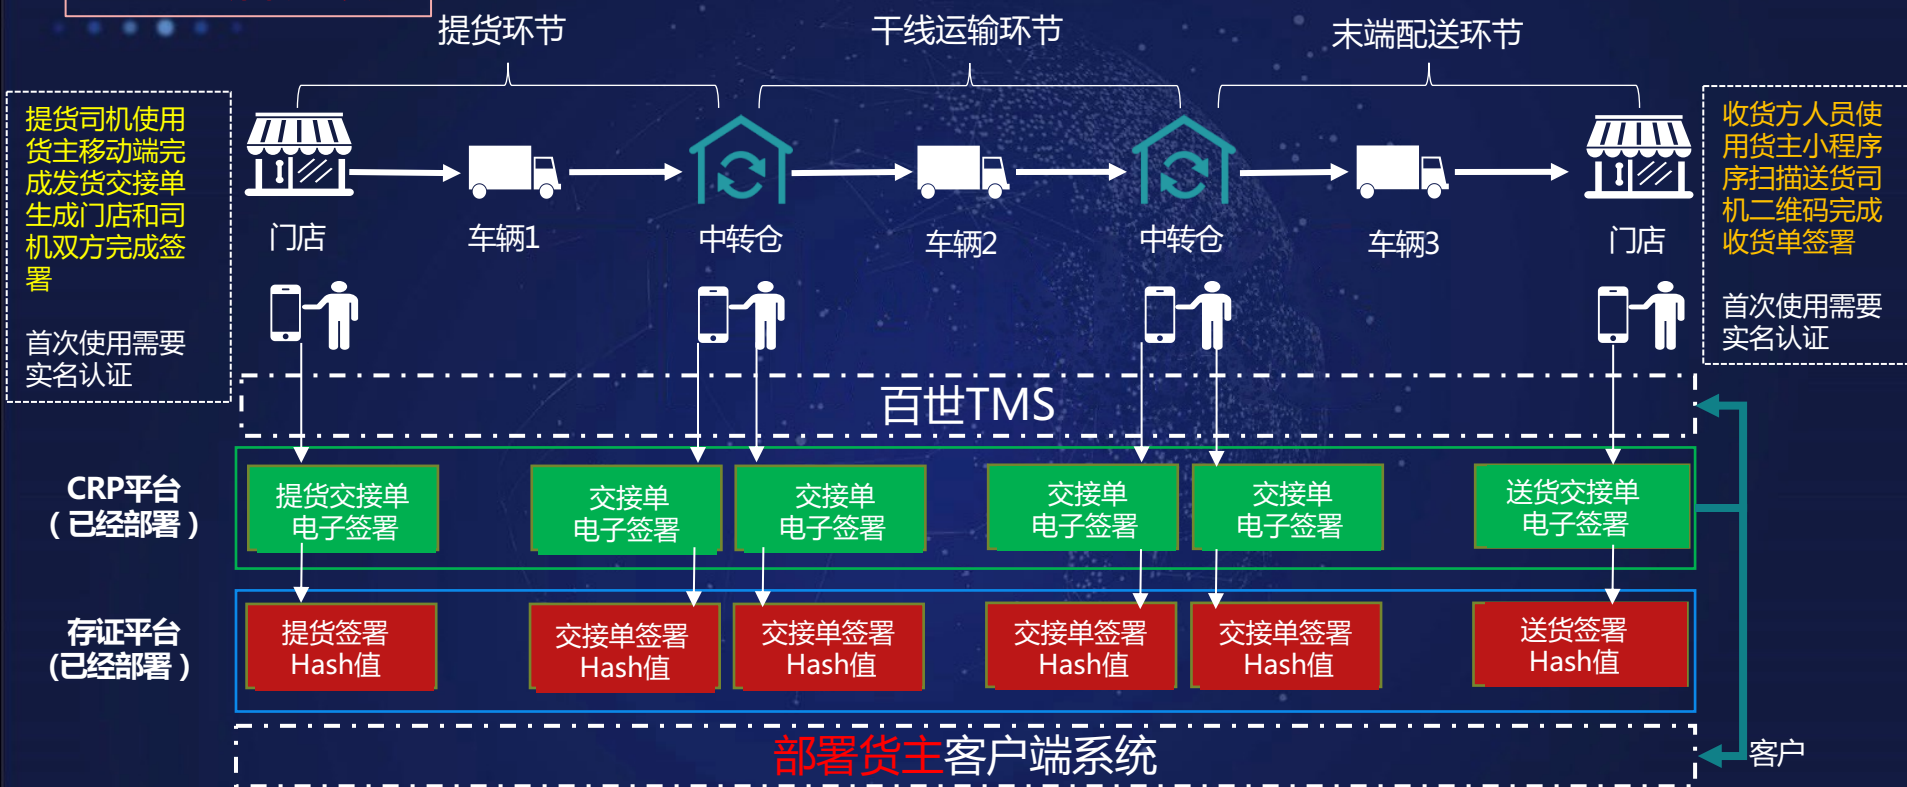 提货环节
干线运输环节
末端配送环节
提货司机使用
货主移动端完
成发货交接单
生成门店和司
机双方完成签
署
首次使用需要
实名认证
收货方人员使
用货主小程序
序扫描送货司
机二维码完成
收货单签署
首次使用需要
实名认证
门店
车辆1
中转仓
车辆2
中转仓
车辆3
门店
百世TMS
CRP平台
（已经部署）
提货交接单
电子签署
交接单
电子签署
交接单
电子签署
交接单
电子签署
交接单
电子签署
送货交接单
电子签署
存证平台
(已经部署）
提货签署
Hash值
交接单签署
Hash值
交接单签署
Hash值
交接单签署
Hash值
交接单签署
Hash值
送货签署
Hash值
部署货主客户端系统
客户